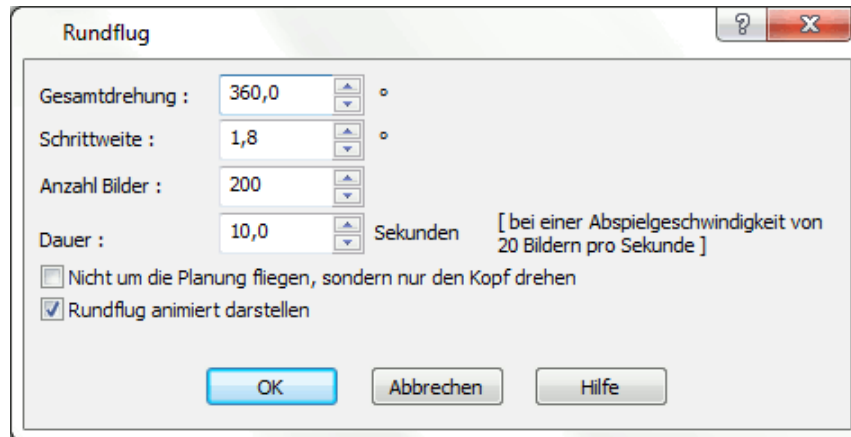 Rundflug
Gesamtdrehung : 360,0 °
Schrittweite : 1,8 °
Anzahl Bilder : 200
Dauer : 10,0 Sekunden [ bei einer Abspielgeschwindigkeit von
20 Bildern pro Sekunde ]
Nicht um die Planung fliegen, sondern nur den Kopf drehen
Rundflug animiert darstellen
OK Abbrechen Hilfe